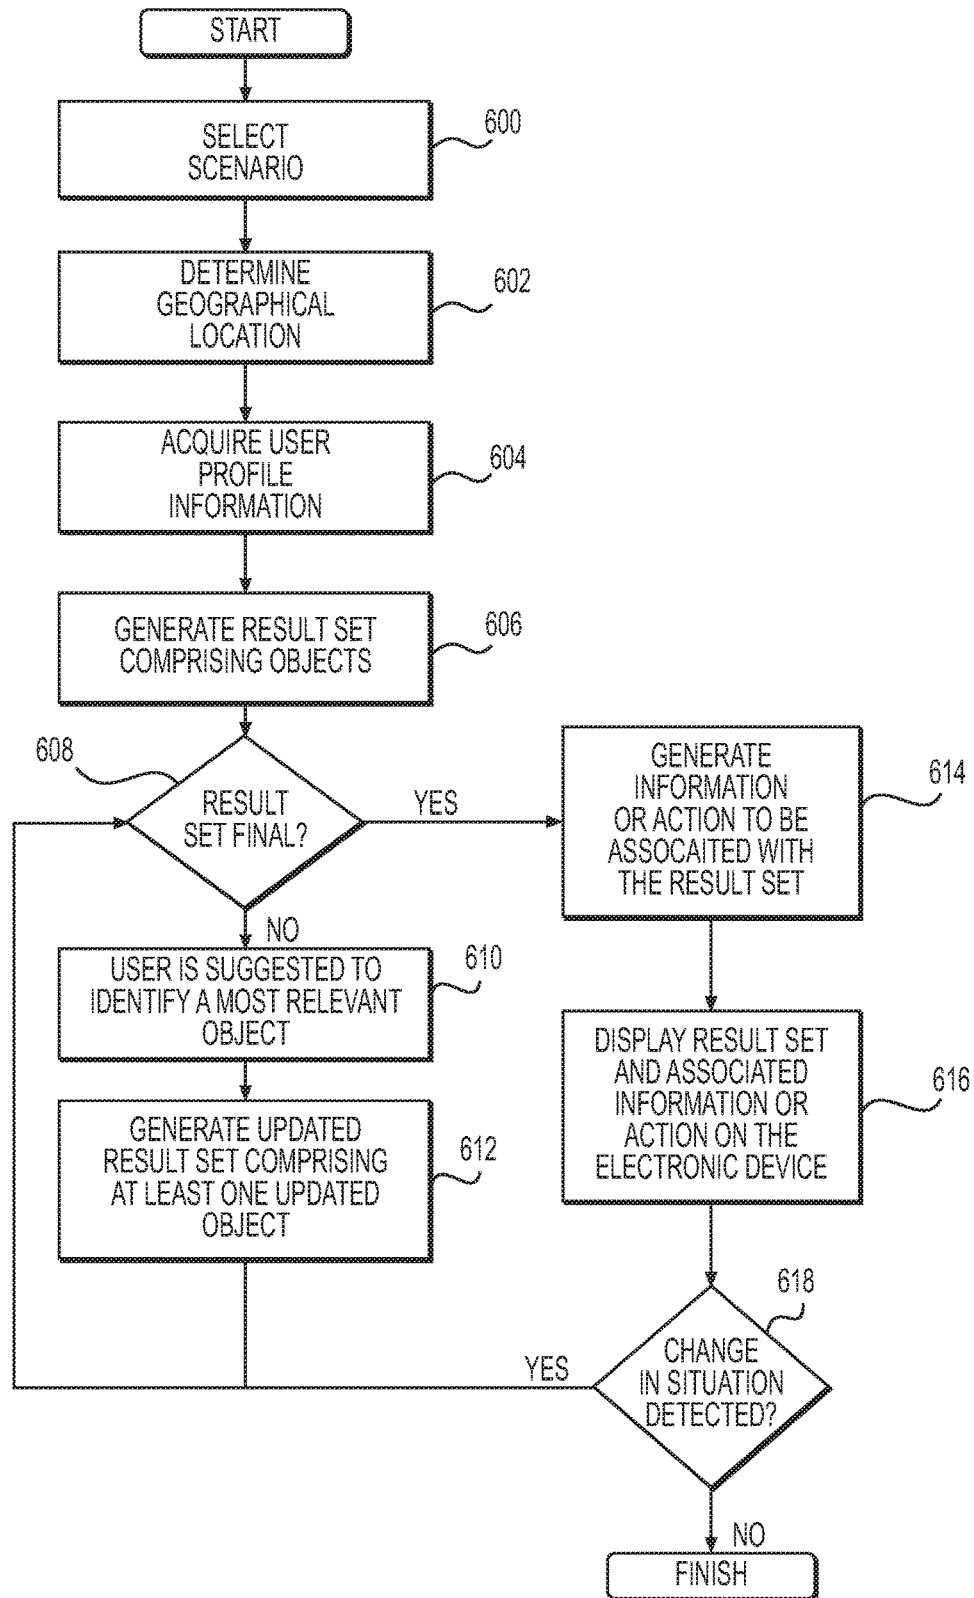 START
SELECT
SCENARIO
600
DETERMINE
GEOGRAPHICAL
LOCATION
602
ACQUIRE USER
PROFILE
INFORMATION
604
GENERATE RESULT SET
COMPRISING OBJECTS
606
608
RESULT
SET FINAL?
YES
NO
USER IS SUGGESTED TO
IDENTIFY A MOST RELEVANT
OBJECT
610
GENERATE UPDATED
RESULT SET COMPRISING
AT LEAST ONE UPDATED
OBJECT
612
GENERATE
INFORMATION
OR ACTION TO BE
ASSOCAITED WITH
THE RESULT SET
614
DISPLAY RESULT SET
AND ASSOCIATED
INFORMATION OR
ACTION ON THE
ELECTRONIC DEVICE
616
618
CHANGE
IN SITUATION
DETECTED?
YES
NO
FINISH